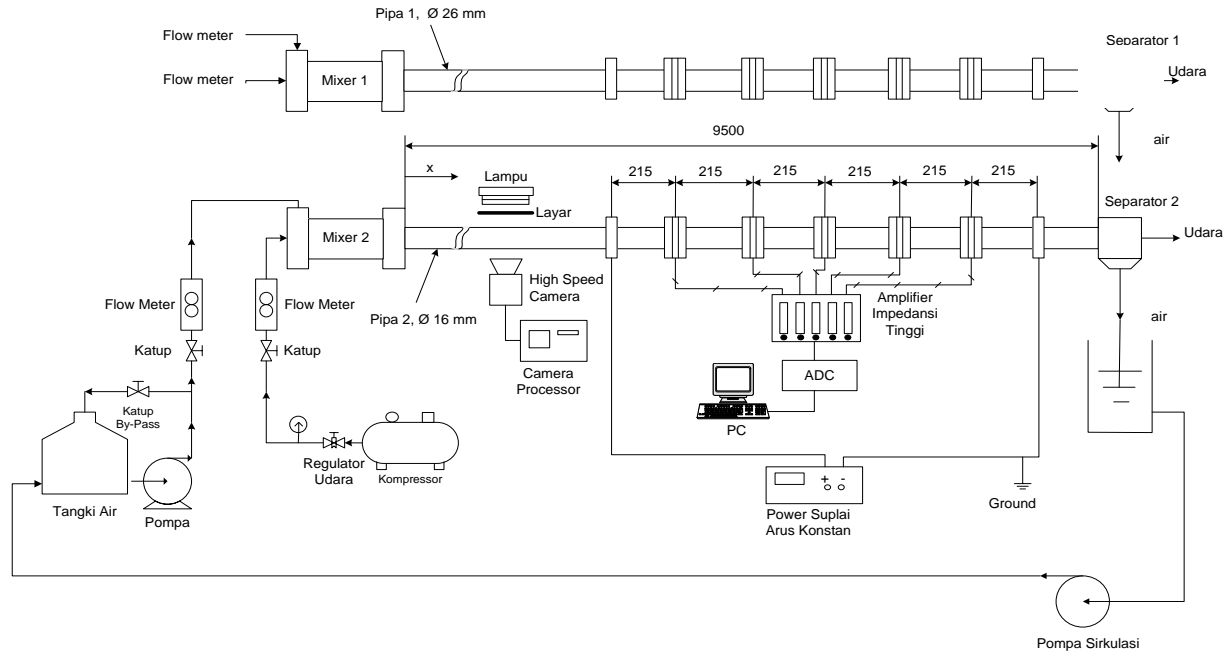 Pipa 1, Ø 26 mm
Flow meter
Flow meter
Mixer 1
Separator 1
Udara
air
9500
x
Lampu
Layar
215
215
215
215
215
215
Separator 2
Mixer 2
Udara
Flow Meter
Flow Meter
Pipa 2, Ø 16 mm
High Speed
Camera
Amplifier
Impedansi
Tinggi
air
Katup
Katup
Camera
Processor
ADC
Katup
By-Pass
PC
Regulator
Udara
Kompressor
+ -
Ground
Tangki Air
Pompa
Power Suplai
Arus Konstan
Pompa Sirkulasi